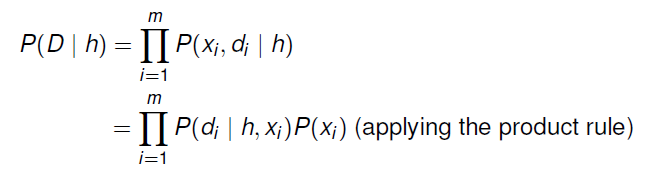 P(D | h) = ∏_{i=1}^{m} P(x_i, d_i | h)
= ∏_{i=1}^{m} P(d_i | h, x_i)P(x_i) (applying the product rule)